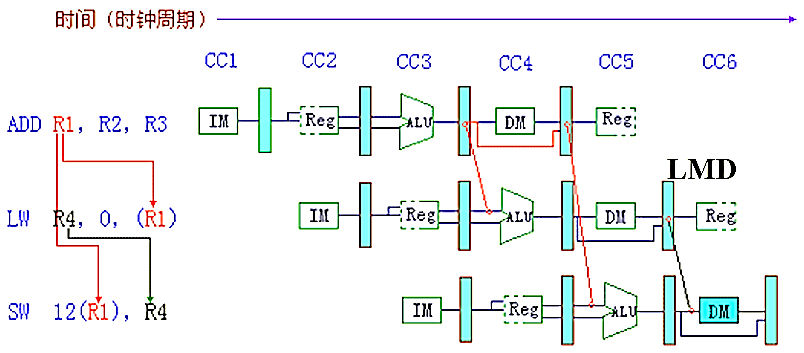 时间（时钟周期）
CC1 CC2 CC3 CC4 CC5 CC6
ADD R1, R2, R3
IM Reg ALU DM Reg
LMD
LW R4, 0, (R1)
IM Reg ALU DM Reg
SW 12(R1), R4
IM Reg ALU DM